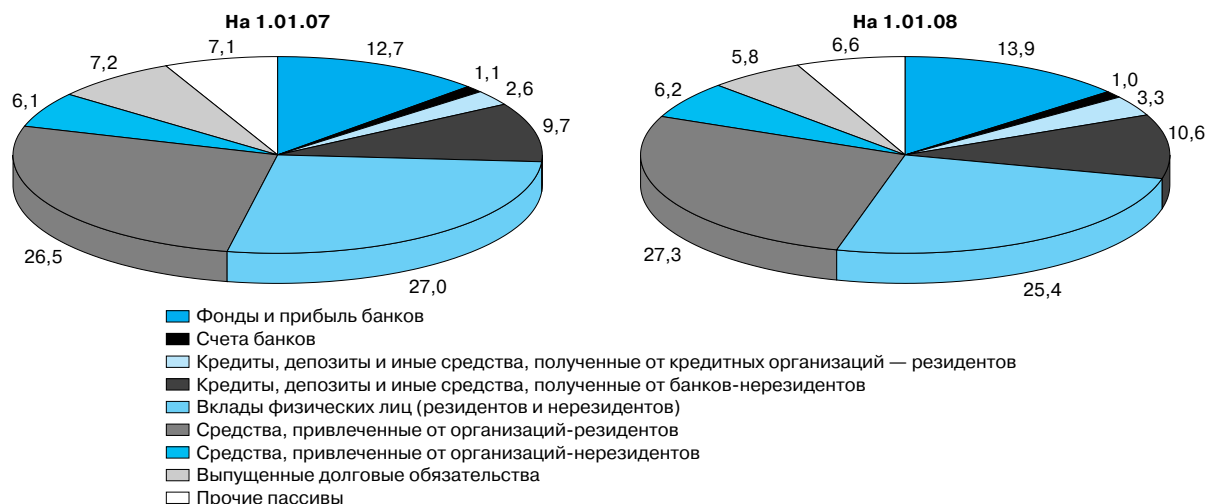 На 1.01.07
12,7
1,1
2,6
9,7
27,0
26,5
6,1
7,2
7,1
На 1.01.08
13,9
1,0
3,3
10,6
25,4
27,3
6,2
5,8
6,6
Фонды и прибыль банков
Счета банков
Кредиты, депозиты и иные средства, полученные от кредитных организаций — резидентов
Кредиты, депозиты и иные средства, полученные от банков-нерезидентов
Вклады физических лиц (резидентов и нерезидентов)
Средства, привлеченные от организаций-резидентов
Средства, привлеченные от организаций-нерезидентов
Выпущенные долговые обязательства
Прочие пассивы